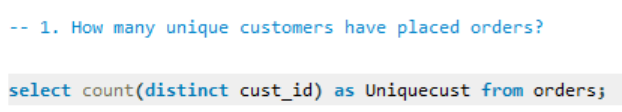 -- 1. How many unique customers have placed orders?
select count(distinct cust_id) as Uniquecust from orders;